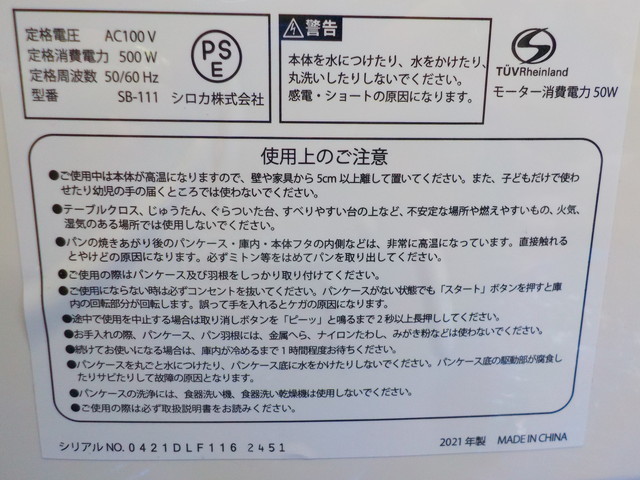 定格電圧 AC100 V
定格消費電力 500 W
定格周波数 50/60 Hz
型番 SB-111
PS
E
シロカ株式会社
警告
本体を水につけたり、水をかけたり、
丸洗いしたりしないでください。
感電・ショートの原因になります。
TÜVRheinland
モーター消費電力 50W
使用上のご注意
●ご使用中は本体が高温になりますので、壁や家具から5cm以上離して置いてください。また、子どもだけで使わ
せたり幼児の手の届くところでは使わないでください。
●テーブルクロス、じゅうたん、ぐらついた台、すべりやすい台の上など、不安定な場所や燃えやすいもの、火気、
湿気のある場所では使用しないでください。
●パンの焼きあがり後のパンケース・庫内・本体フタの内側などは、非常に高温になっています。直接触れる
とやけどの原因になります。必ずミトン等をはめてパンを取り出してください。
●ご使用の際はパンケース及び羽根をしっかり取り付けてください。
●ご使用にならない時は必ずコンセントを抜いてください。パンケースがない状態でも「スタート」ボタンを押すと庫
内の回転部分が回転します。誤って手を入れるとケガの原因になります。
●途中で使用を中止する場合は取り消しボタンを「ピーッ」と鳴るまで2秒以上長押ししてください。
●お手入れの際、パンケース、パン羽根には、金属へら、ナイロンたわし、みがき粉などは使わないでください。
●続けてお使いになる場合は、庫内が冷めるまで1時間程度お待ちください。
●パンケースを丸ごと水につけたり、パンケース底に水をかけたりしないでください。パンケース底の駆動部が腐食し
たりサビたりして故障の原因となります。
●パンケースの洗浄には、食器洗い機、食器洗い乾燥機は使用しないでください。
●ご使用の際は必ず取扱説明書をお読みください。
シリアルNO. 0421DLF116 2451
2021年製 MADE IN CHINA